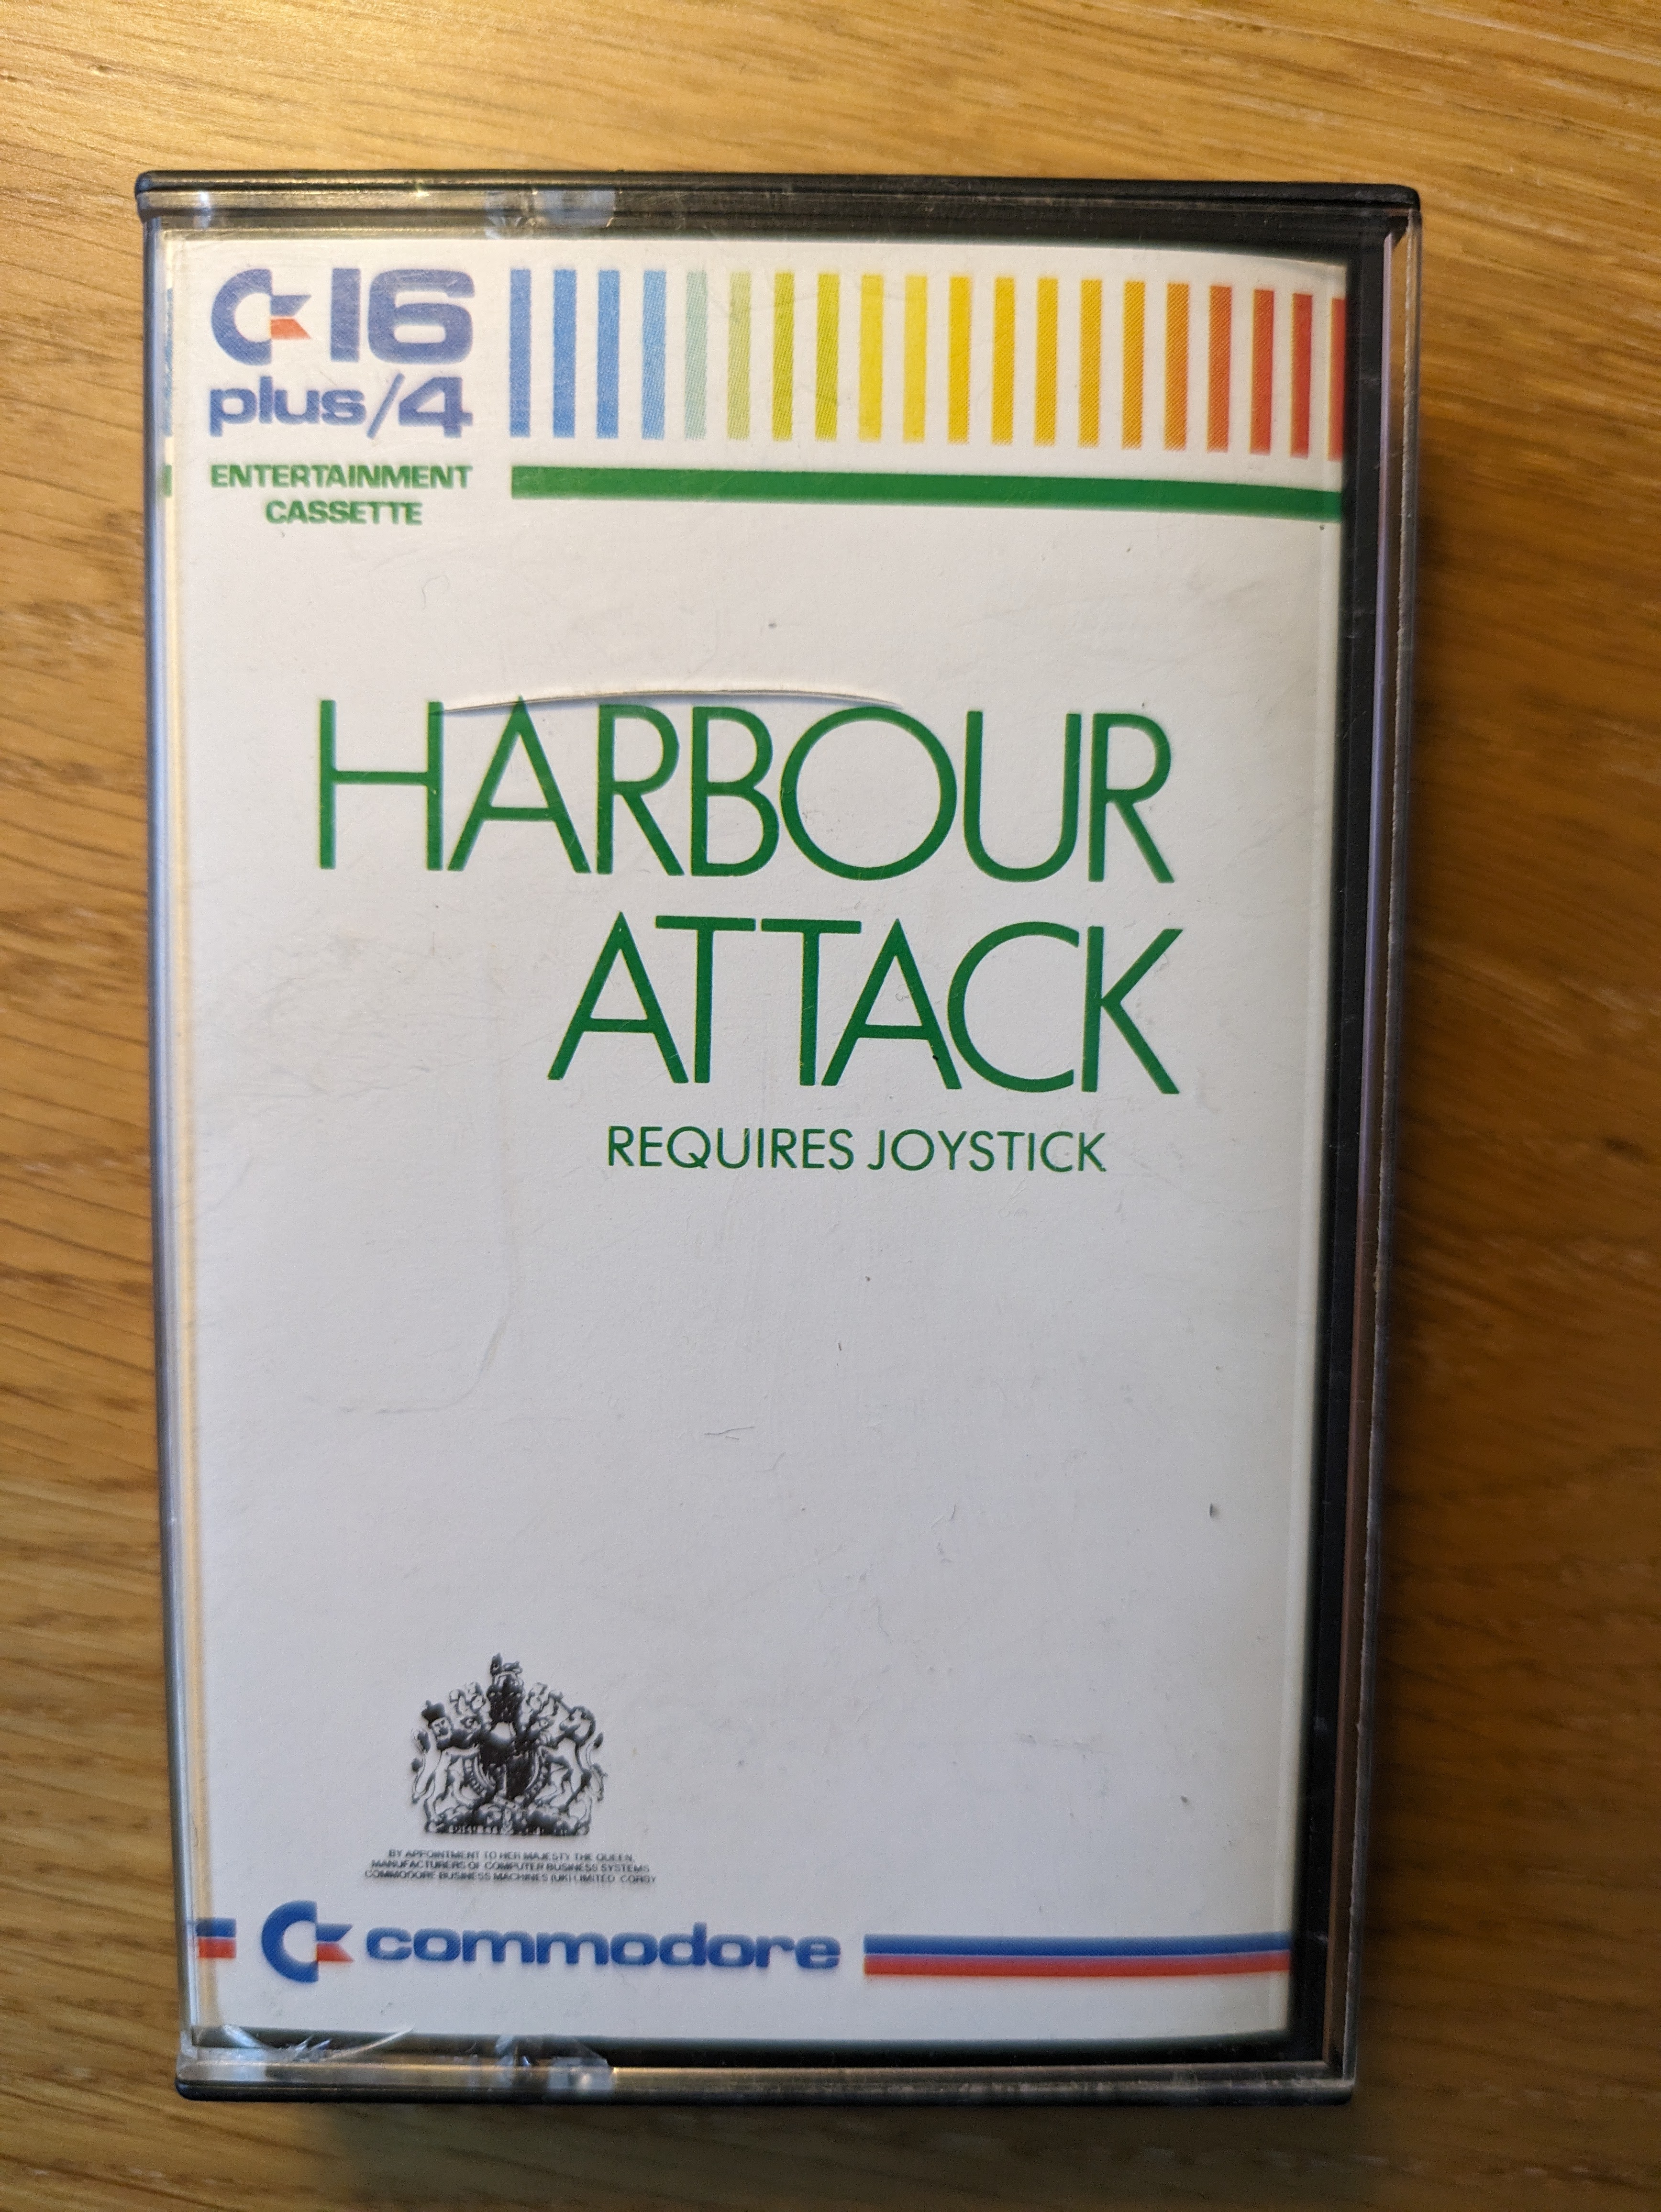 C16
plus/4
ENTERTAINMENT
CASSETTE
HARBOUR
ATTACK
REQUIRES JOYSTICK
BY APPOINTMENT TO HER MAJESTY THE QUEEN,
MANUFACTURERS OF COMPUTER BUSINESS SYSTEMS
COMMODORE BUSINESS MACHINES (UK) LIMITED CORBY
commodore